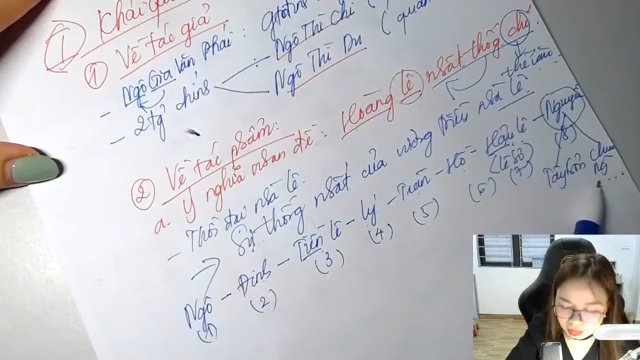 ① Khái quát
① Về tác giả
- Ngô Gia Văn Phái :
Ngô Thì Chí (
- 2 tg chính
Ngô Thì Du ( quan
② Về tác phẩm:
a. Ý nghĩa nhan đề : Hoàng Lê nhất thống chí
- Thời đại nhà Lê.
Sự thống nhất của vương triều nhà Lê
Ngô - Đinh - Tiền Lê - Lý - Trần - Hồ - Hậu Lê - Nguyễn
(1) (2) (3) (4) (5) (6) (7) (8)
(Lê Sơ)
Tây Sơn